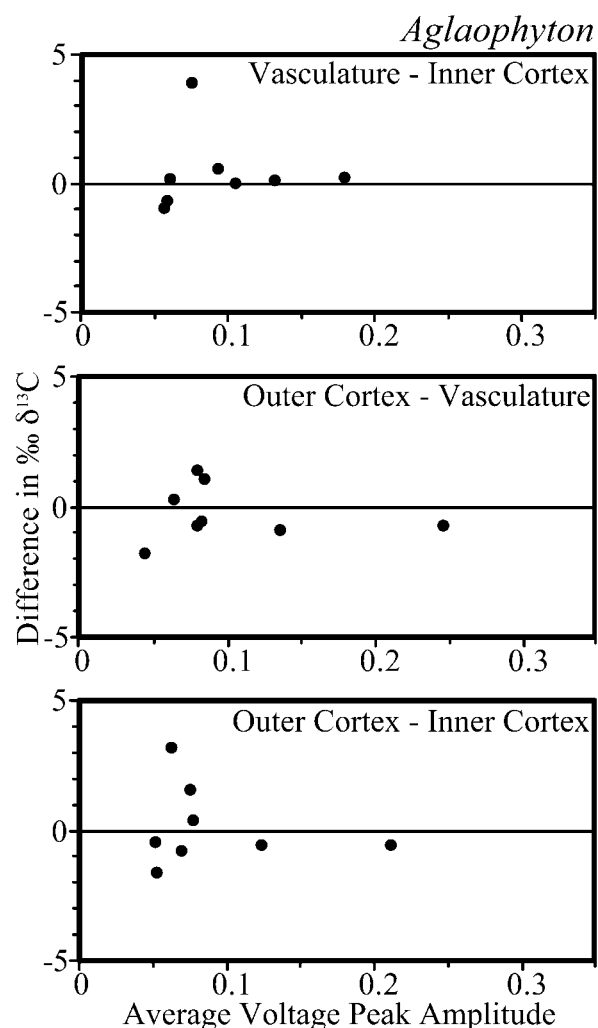 Aglaophyton
5
Vasculature - Inner Cortex
0
-5
0 0.1 0.2 0.3
Difference in ‰ δ¹³C
5
Outer Cortex - Vasculature
0
-5
0 0.1 0.2 0.3
5
Outer Cortex - Inner Cortex
0
-5
0 0.1 0.2 0.3
Average Voltage Peak Amplitude